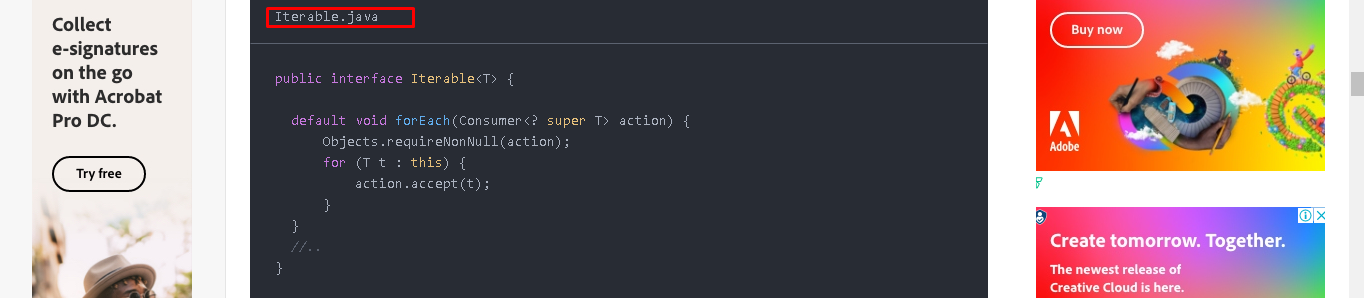 Collect
e-signatures
on the go
with Acrobat
Pro DC.
Try free
Iterable.java
public interface Iterable<T> {
default void forEach(Consumer<? super T> action) {
Objects.requireNonNull(action);
for (T t : this) {
action.accept(t);
}
}
//..
}
Buy now
Adobe
Create tomorrow. Together.
The newest release of
Creative Cloud is here.